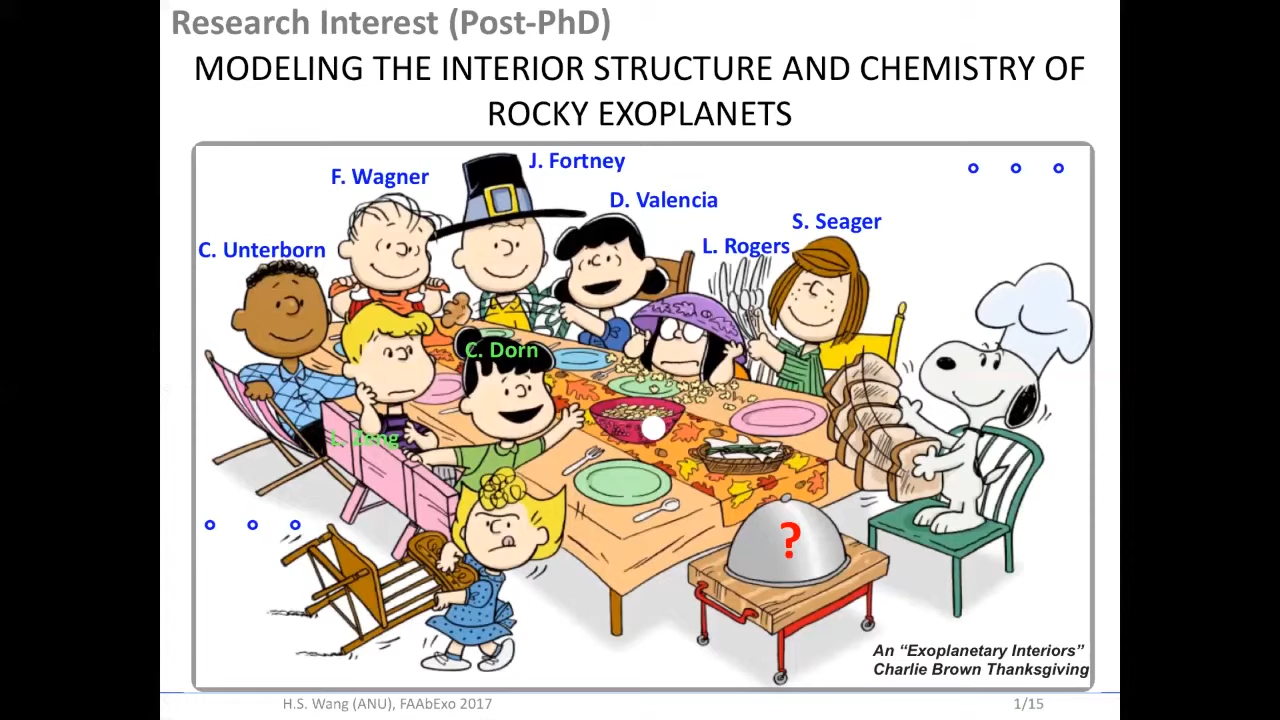 Research Interest (Post-PhD)
MODELING THE INTERIOR STRUCTURE AND CHEMISTRY OF
ROCKY EXOPLANETS
J. Fortney
F. Wagner
D. Valencia
S. Seager
L. Rogers
C. Unterborn
C. Dorn
L. Zeng
?
An “Exoplanetary Interiors”
Charlie Brown Thanksgiving
H.S. Wang (ANU), FAAbExo 2017
1/15